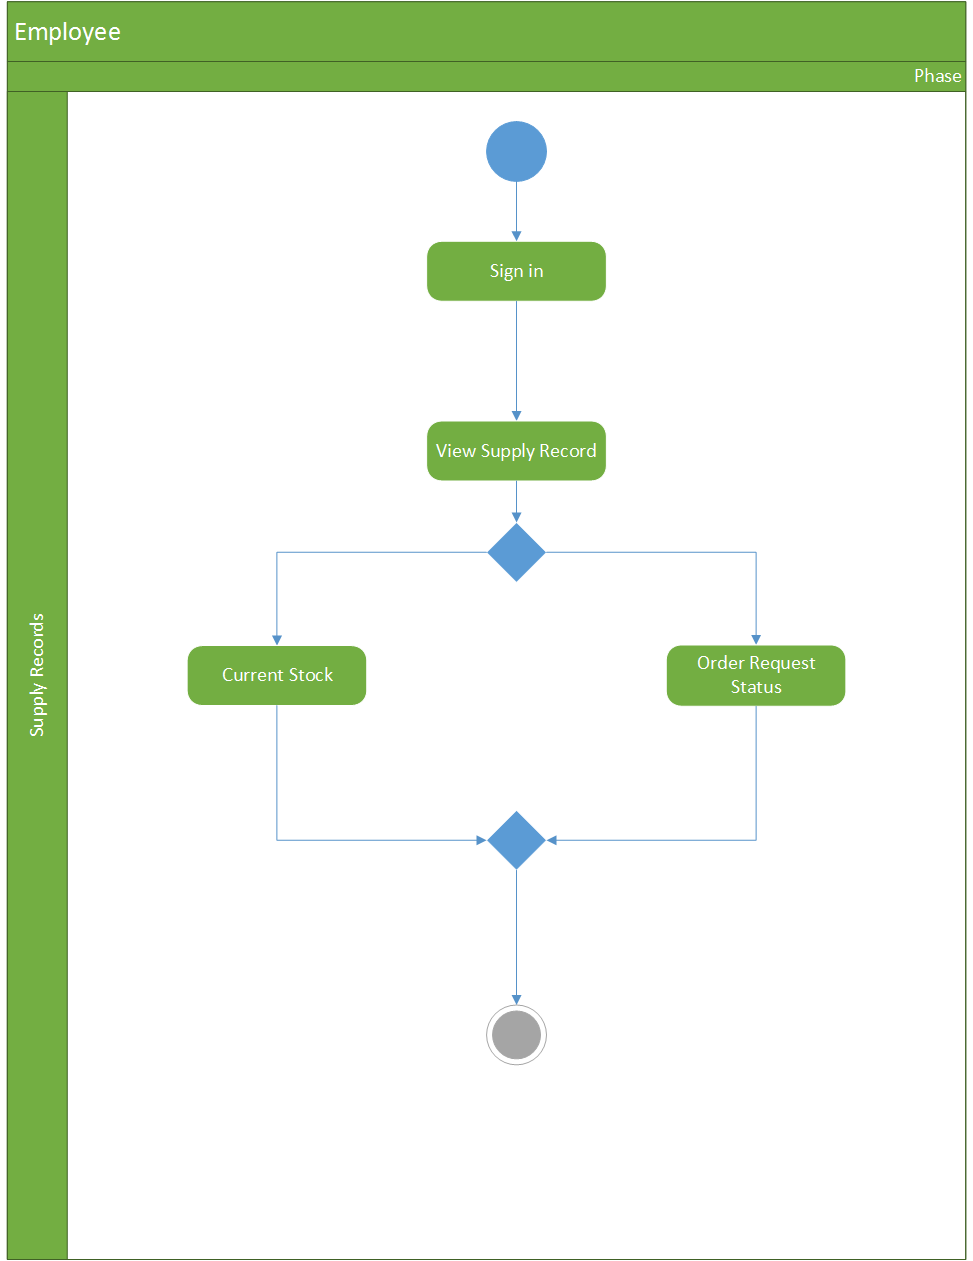 Employee
Phase
Sign in
View Supply Record
Supply Records
Current Stock
Order Request
Status